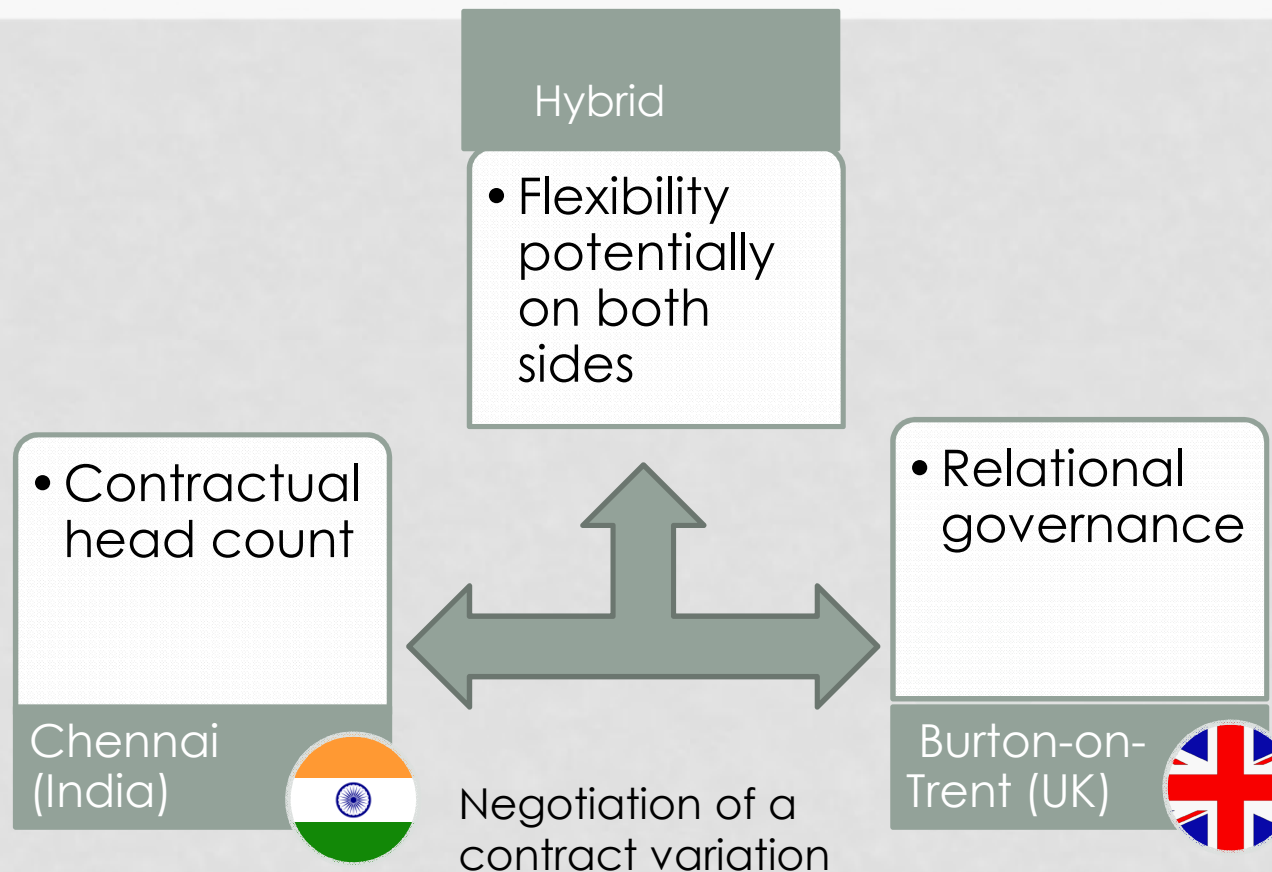 Hybrid
• Flexibility
potentially
on both
sides
• Contractual
head count
Chennai
(India)
• Relational
governance
Burton-on-
Trent (UK)
Negotiation of a
contract variation